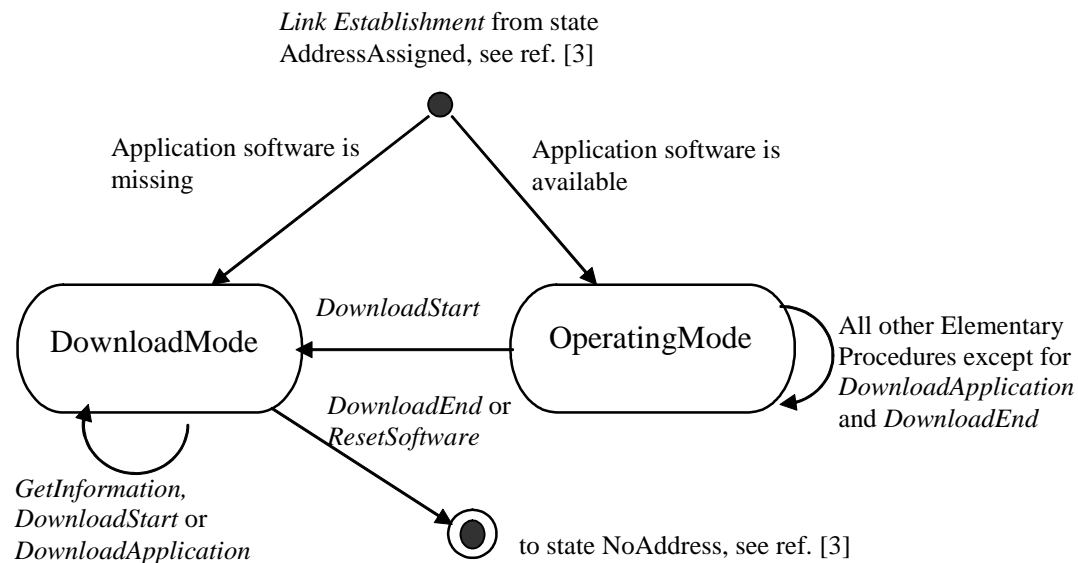 Link Establishment from state
AddressAssigned, see ref. [3]
Application software is
missing
Application software is
available
DownloadStart
DownloadMode
OperatingMode
All other Elementary
Procedures except for
DownloadApplication
and DownloadEnd
DownloadEnd or
ResetSoftware
GetInformation,
DownloadStart or
DownloadApplication
to state NoAddress, see ref. [3]